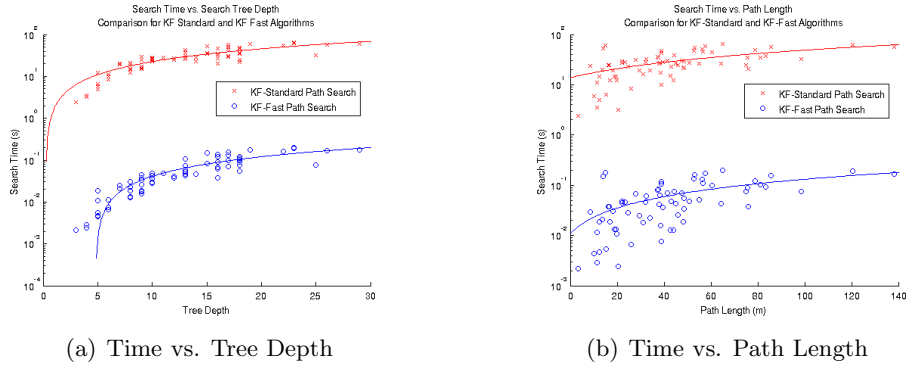 Search Time vs. Search Tree Depth
Comparison for KF Standard and KF Fast Algorithms
10^2
10^1
10^0
10^-1
10^-2
10^-3
10^-4
Search Time (s)
KF-Standard Path Search
KF-Fast Path Search
0 5 10 15 20 25 30
Tree Depth
(a) Time vs. Tree Depth
Search Time vs. Path Length
Comparison for KF-Standard and KF-Fast Algorithms
10^2
10^1
10^0
10^-1
10^-2
10^-3
Search Time (s)
KF-Standard Path Search
KF-Fast Path Search
0 20 40 60 80 100 120 140
Path Length (m)
(b) Time vs. Path Length